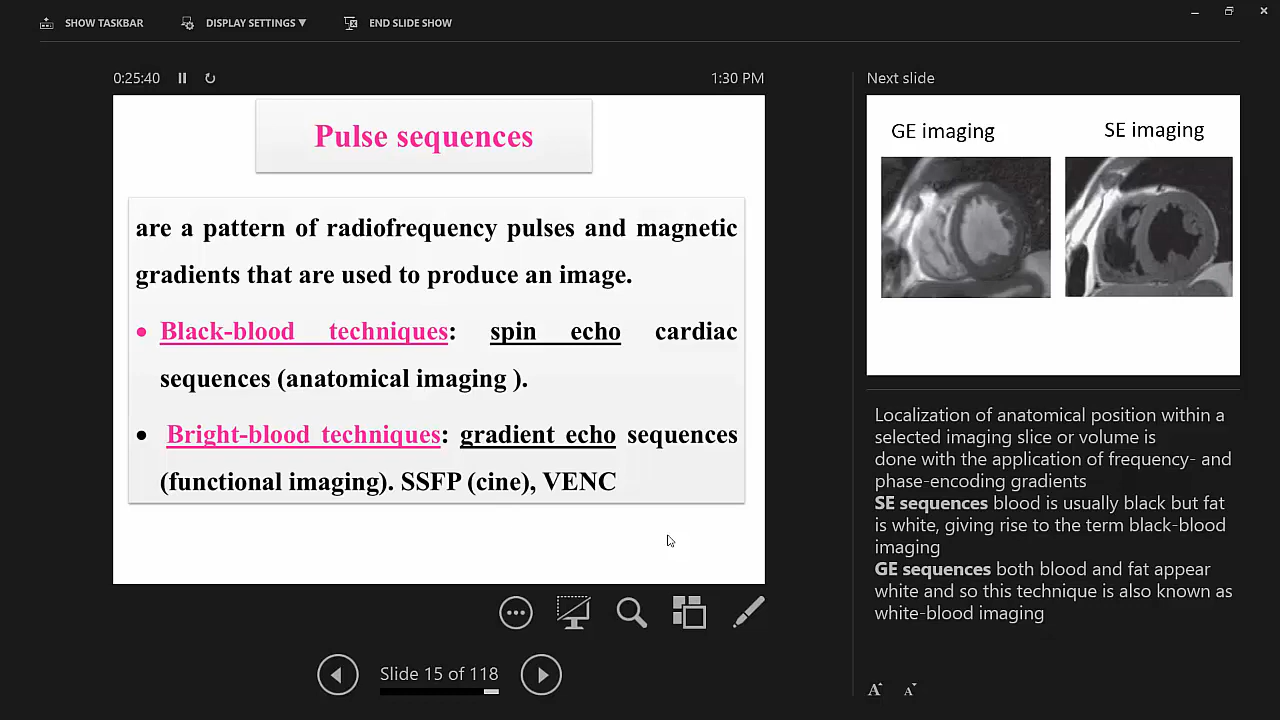 SHOW TASKBAR
DISPLAY SETTINGS ▼
END SLIDE SHOW
0:25:40
1:30 PM
Pulse sequences
are a pattern of radiofrequency pulses and magnetic
gradients that are used to produce an image.
• Black-blood techniques: spin echo cardiac
sequences (anatomical imaging ).
• Bright-blood techniques: gradient echo sequences
(functional imaging). SSFP (cine), VENC
Slide 15 of 118
Next slide
GE imaging
SE imaging
Localization of anatomical position within a
selected imaging slice or volume is
done with the application of frequency- and
phase-encoding gradients
SE sequences blood is usually black but fat
is white, giving rise to the term black-blood
imaging
GE sequences both blood and fat appear
white and so this technique is also known as
white-blood imaging
A A